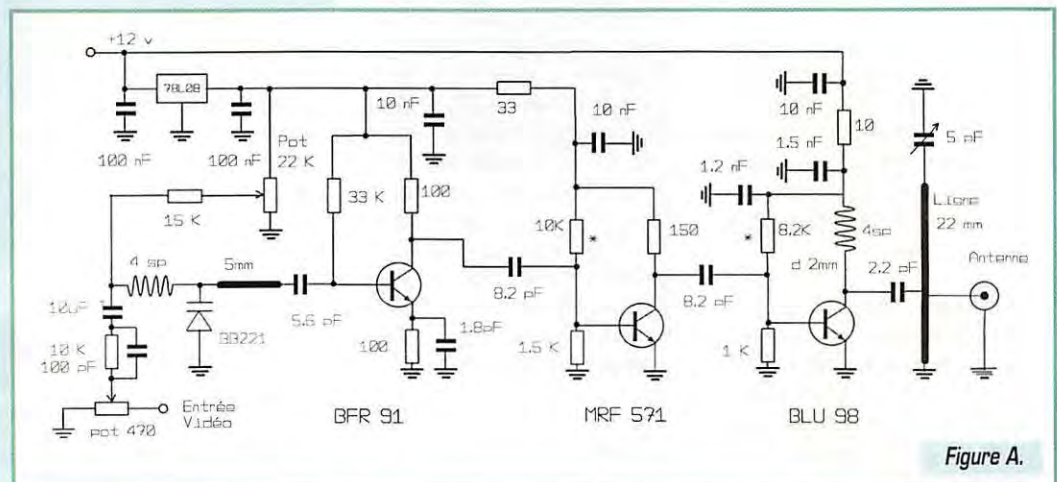 +12 v
78L08
100 nF
100 nF
Pot
22 K
15 K
33 K
100
10 nF
33
10 nF
10K
*
150
1.2 nF
8.2K
*
10 nF
10
1.5 nF
4sp
d 2mm
2.2 pF
5 pF
Ligne
22 mm
Antenne
4 sp
5mm
5.6 pF
BB221
10uF
10 K
100 pF
pot 470
Entrée
Vidéo
100
1.8pF
8.2 pF
1.5 K
8.2 pF
1 K
BFR 91
MRF 571
BLU 98
Figure A.